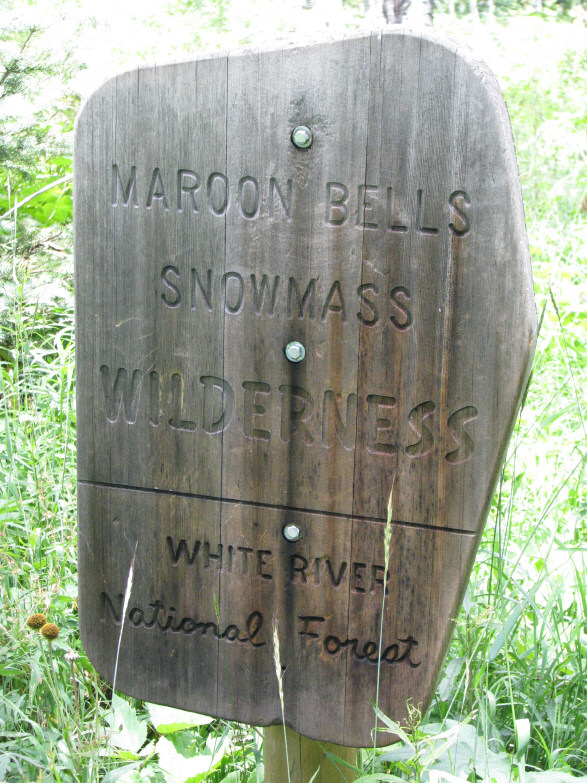 MAROON BELLS
SNOWMASS
WILDERNESS
WHITE RIVER
National Forest